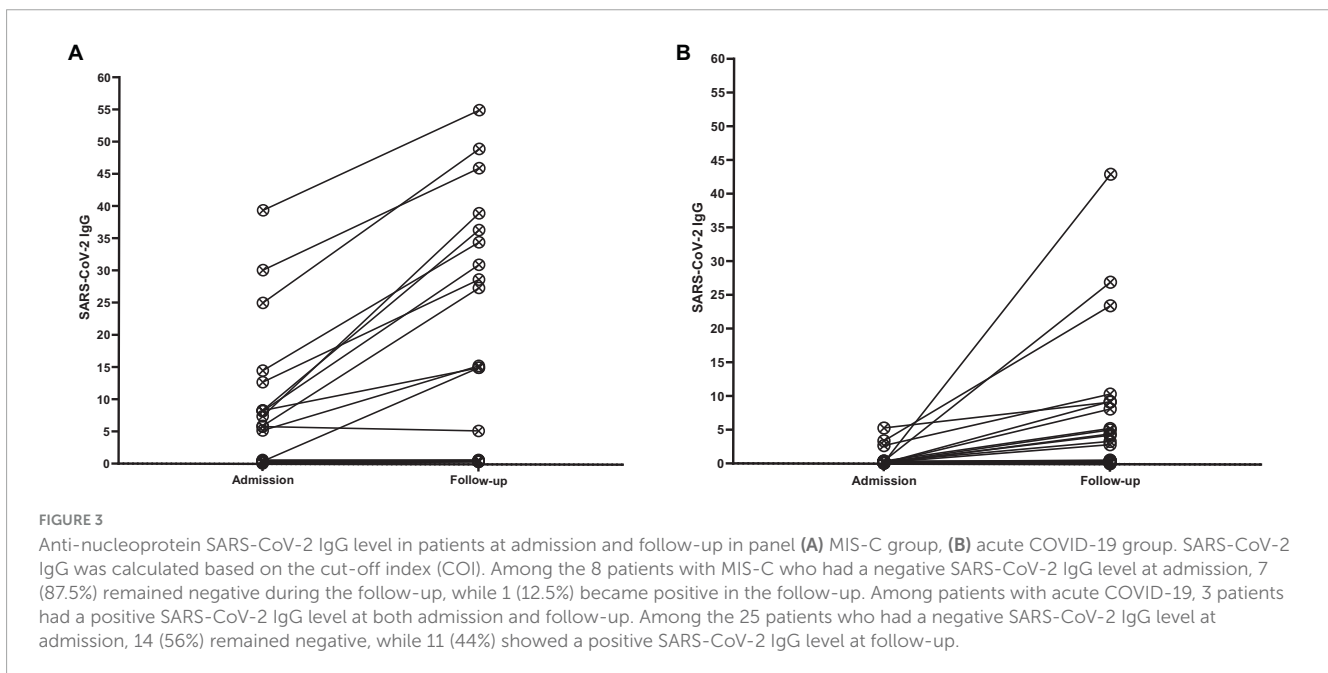 A
B
60
55
50
45
40
35
30
25
20
15
10
5
0
SARS-CoV-2 IgG
Admission
Follow-up
60
55
50
45
40
35
30
25
20
15
10
5
0
SARS-CoV-2 IgG
Admission
Follow-up
FIGURE 3
Anti-nucleoprotein SARS-CoV-2 IgG level in patients at admission and follow-up in panel (A) MIS-C group, (B) acute COVID-19 group. SARS-CoV-2
IgG was calculated based on the cut-off index (COI). Among the 8 patients with MIS-C who had a negative SARS-CoV-2 IgG level at admission, 7
(87.5%) remained negative during the follow-up, while 1 (12.5%) became positive in the follow-up. Among patients with acute COVID-19, 3 patients
had a positive SARS-CoV-2 IgG level at both admission and follow-up. Among the 25 patients who had a negative SARS-CoV-2 IgG level at
admission, 14 (56%) remained negative, while 11 (44%) showed a positive SARS-CoV-2 IgG level at follow-up.